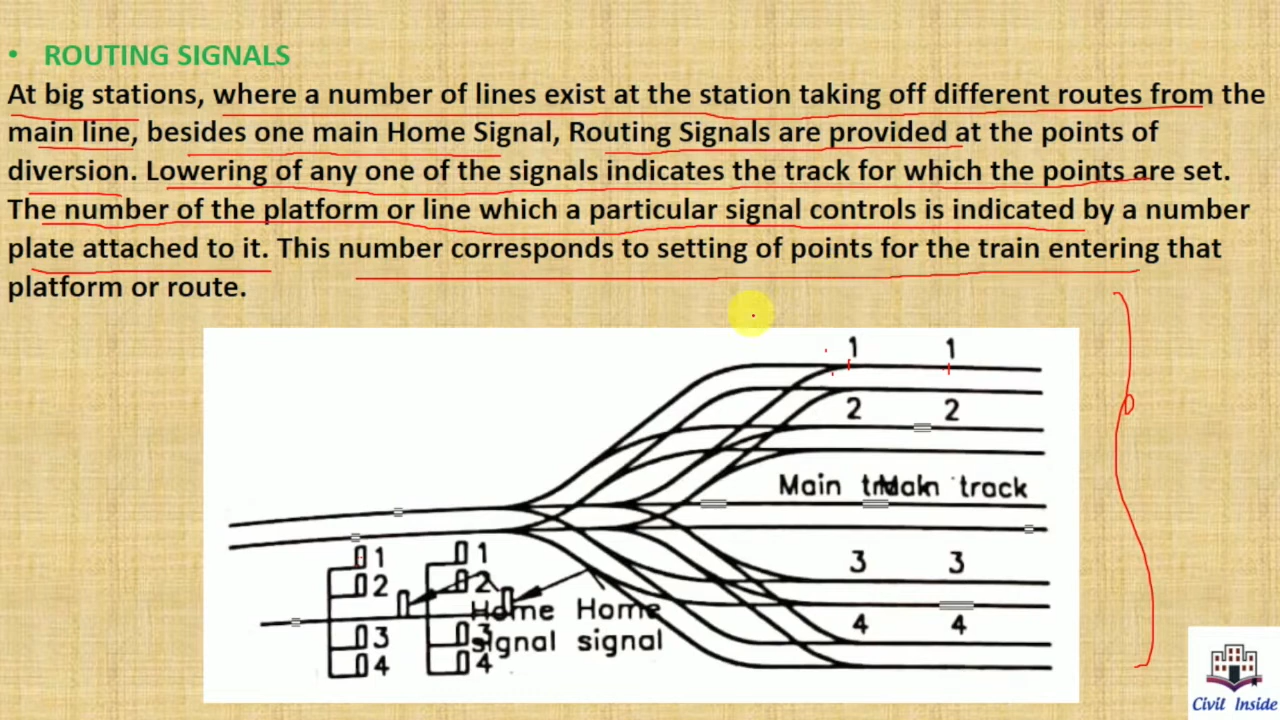 • ROUTING SIGNALS
At big stations, where a number of lines exist at the station taking off different routes from the
main line, besides one main Home Signal, Routing Signals are provided at the points of
diversion. Lowering of any one of the signals indicates the track for which the points are set.
The number of the platform or line which a particular signal controls is indicated by a number
plate attached to it. This number corresponds to setting of points for the train entering that
platform or route.
1 1
2 2
Main track Main track
3 3
4 4
1 1
2 2
Home Home
signal signal
3 3
4 4
Civil Inside